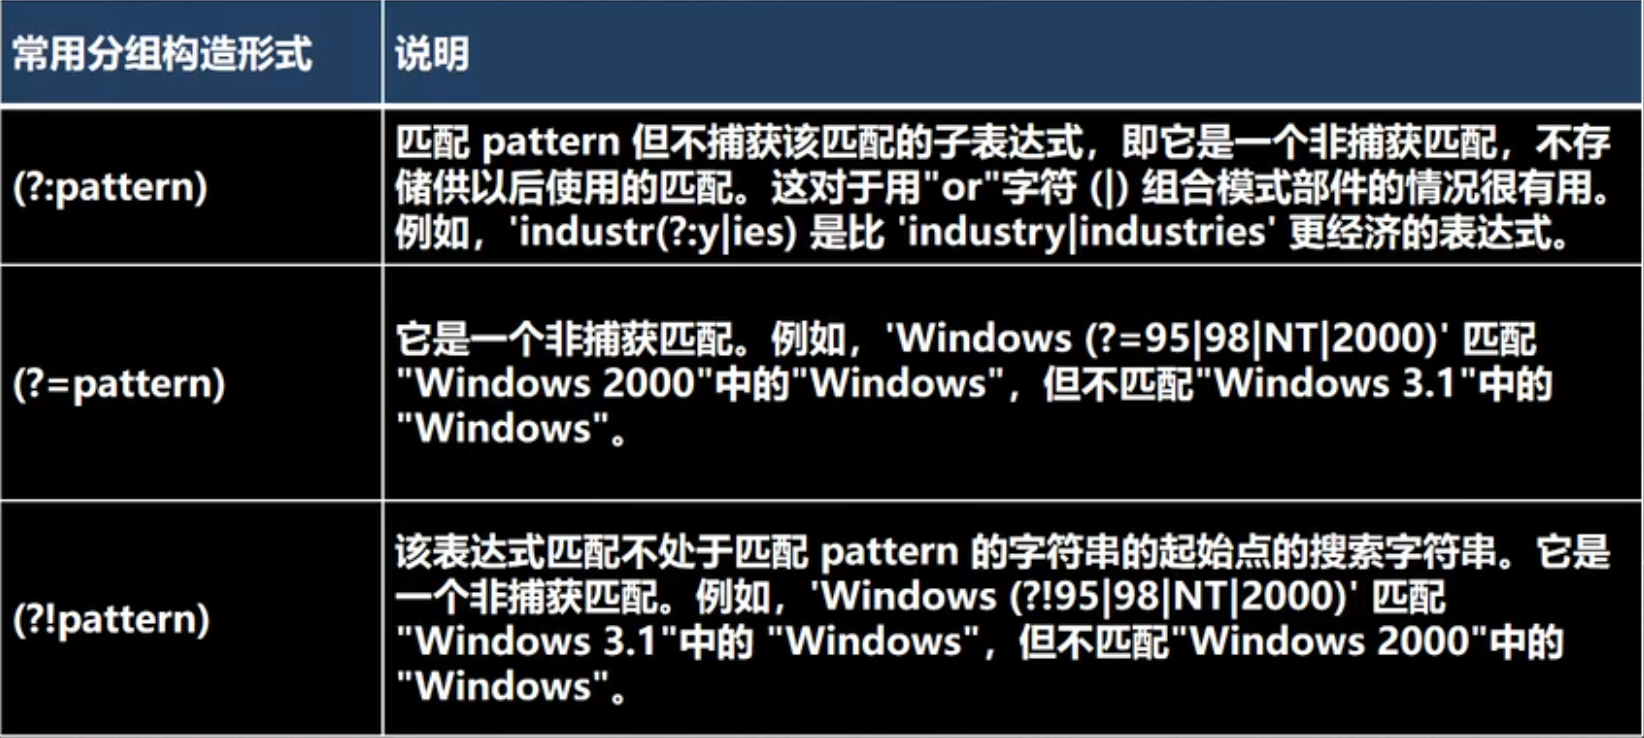 常用分组构造形式
说明
(?:pattern)
匹配 pattern 但不捕获该匹配的子表达式，即它是一个非捕获匹配，不存
储供以后使用的匹配。这对于用"or"字符 (|) 组合模式部件的情况很有用。
例如，'industr(?:y|ies) 是比 'industry|industries' 更经济的表达式。
(?=pattern)
它是一个非捕获匹配。例如，'Windows (?=95|98|NT|2000)' 匹配
"Windows 2000"中的"Windows"，但不匹配"Windows 3.1"中的
"Windows"。
(?!pattern)
该表达式匹配不处于匹配 pattern 的字符串的起始点的搜索字符串。它是
一个非捕获匹配。例如，'Windows (?!95|98|NT|2000)' 匹配
"Windows 3.1"中的 "Windows"，但不匹配"Windows 2000"中的
"Windows"。